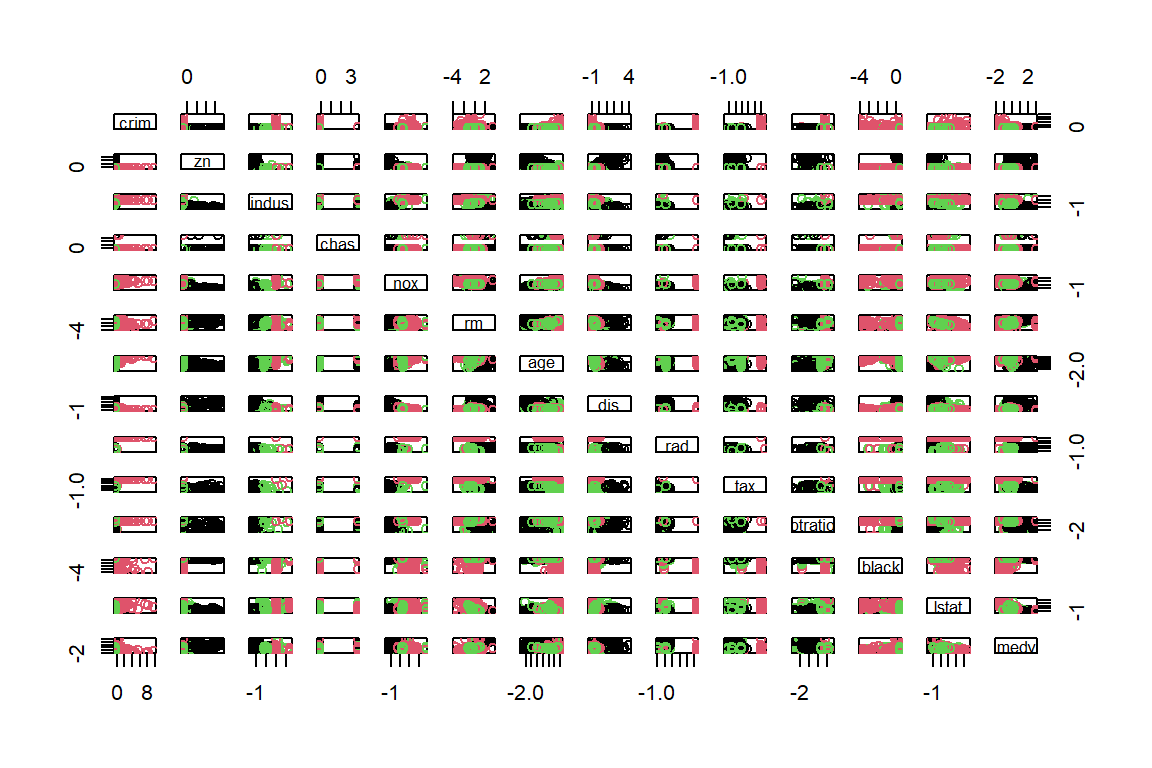 0 0 3 -4 2 -1 4 -1.0 -4 0 -2 2
crim 0
0 zn
indus -1
0 chas
nox -1
-4 rm
age -2.0
-1 dis
rad -1.0
-1.0 tax
ptratio -2
-4 black
lstat -1
-2 medv
0 8 -1 -1 -2.0 -1.0 -2 -1